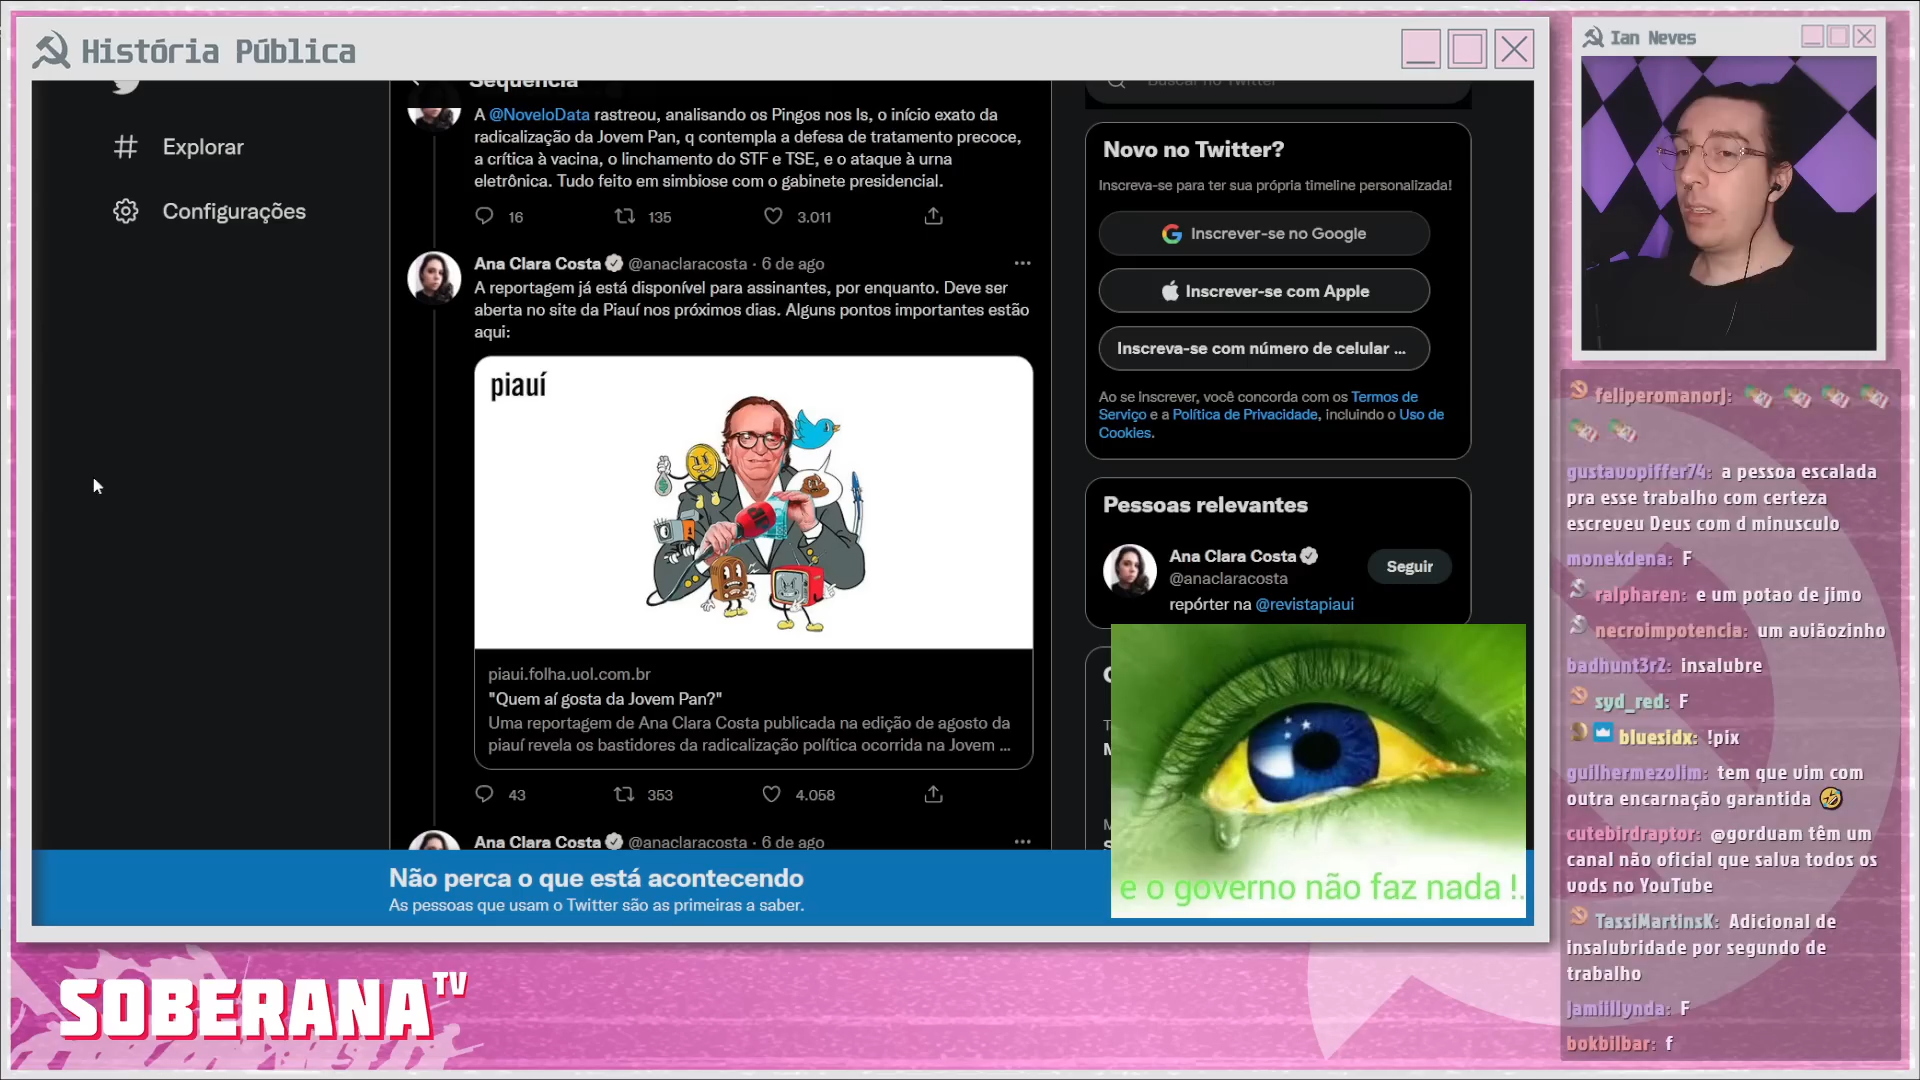 História Pública
Explorar
Configurações
Sequência
A @NoveloData rastreou, analisando os Pingos nos Is, o início exato da
radicalização da Jovem Pan, q contempla a defesa de tratamento precoce,
a crítica à vacina, o linchamento do STF e TSE, e o ataque à urna
eletrônica. Tudo feito em simbiose com o gabinete presidencial.
16 135 3.011
Ana Clara Costa @anaclaracosta · 6 de ago
A reportagem já está disponível para assinantes, por enquanto. Deve ser
aberta no site da Piauí nos próximos dias. Alguns pontos importantes estão
aqui:
piauí
piaui.folha.uol.com.br
"Quem aí gosta da Jovem Pan?"
Uma reportagem de Ana Clara Costa publicada na edição de agosto da
piauí revela os bastidores da radicalização política ocorrida na Jovem ...
43 353 4.058
Ana Clara Costa @anaclaracosta · 6 de ago
Buscar no Twitter
Novo no Twitter?
Inscreva-se para ter sua própria timeline personalizada!
Inscrever-se no Google
Inscrever-se com Apple
Inscreva-se com número de celular ...
Ao se Inscrever, você concorda com os Termos de
Serviço e a Política de Privacidade, incluindo o Uso de
Cookies.
Pessoas relevantes
Ana Clara Costa
@anaclaracosta
Seguir
repórter na @revistapiaui
e o governo não faz nada !.
Não perca o que está acontecendo
As pessoas que usam o Twitter são as primeiras a saber.
SOBERANA TV
Ian Neves
feliperomanorj:
gustavopiffer74: a pessoa escalada
pra esse trabalho com certeza
escreveu Deus com d minusculo
monekdena: F
ralpharen: e um potao de jimo
necroimpotencia: um aviãozinho
badhunt3r2: insalubre
syd_red: F
bluesidx: !pix
guilhermezolim: tem que vim com
outra encarnação garantida
cutebirdraptor: @gorduam têm um
canal não oficial que salva todos os
vods no YouTube
TassiMartinsK: Adicional de
insalubridade por segundo de
trabalho
Jamiillynda: F
bokbilbar: f